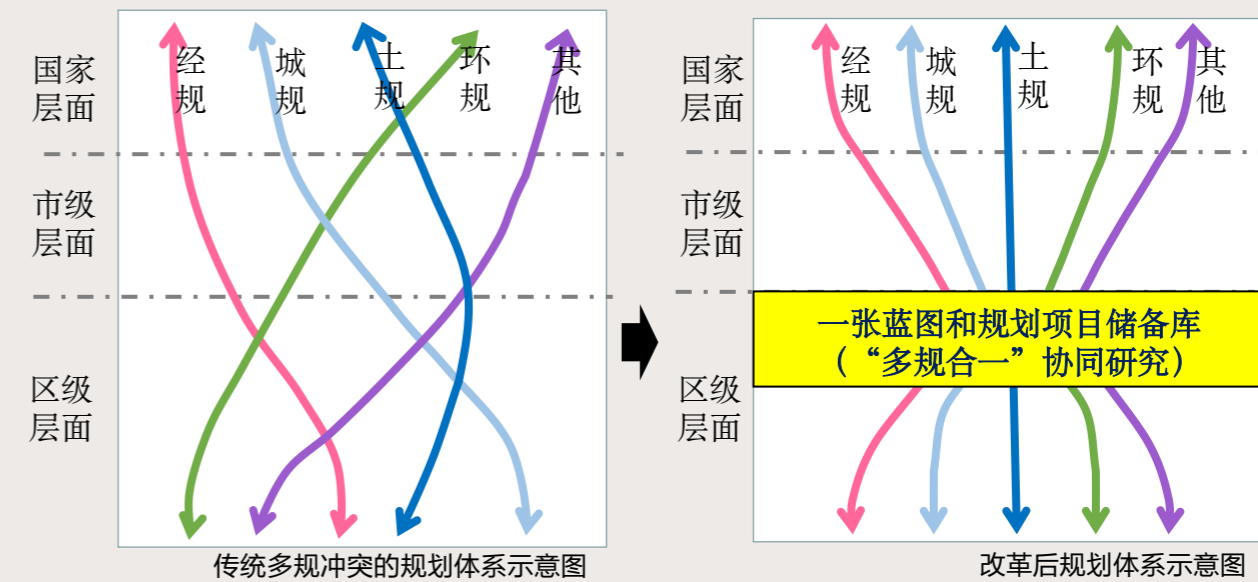 国家
层面
经
规
城
规
土
规
环
规
其
他
市级
层面
区级
层面
传统多规冲突的规划体系示意图
国家
层面
经
规
城
规
土
规
环
规
其
他
市级
层面
一张蓝图和规划项目储备库
（“多规合一”协同研究）
区级
层面
改革后规划体系示意图